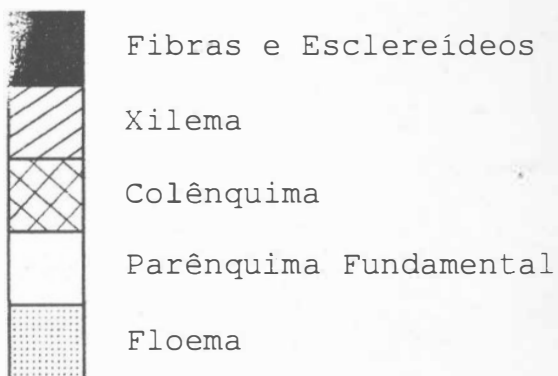 Fibras e Esclereídeos
Xilema
Colênquima
Parênquima Fundamental
Floema